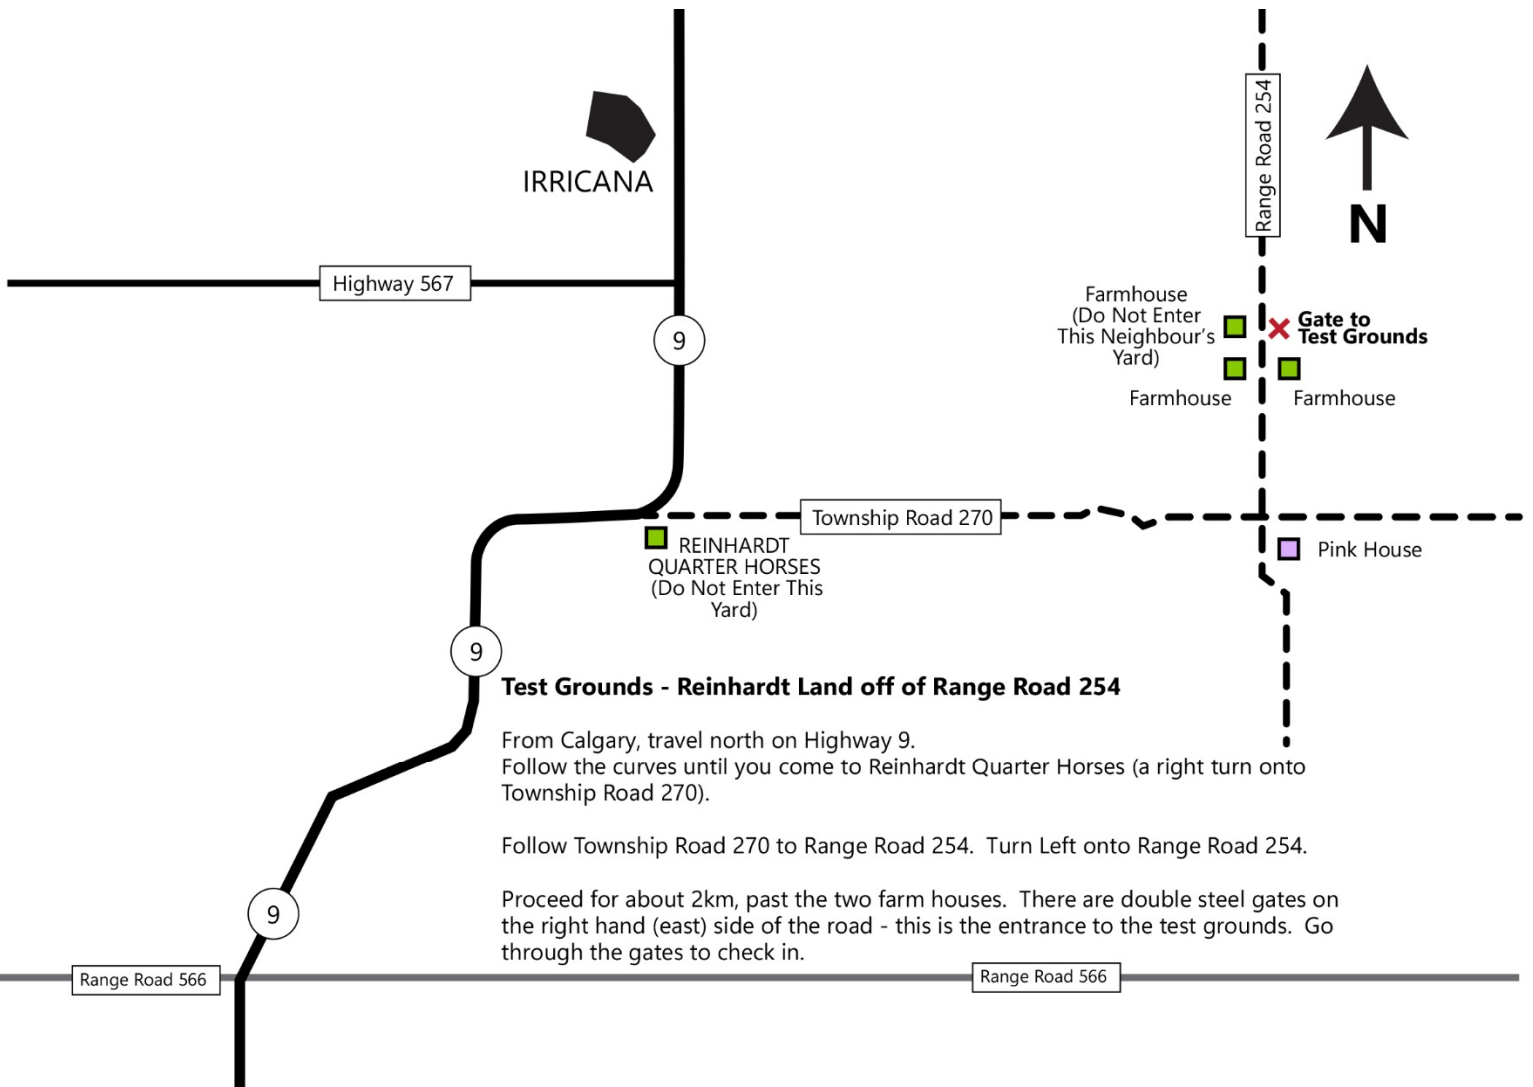 Range Road 254
IRRICANA
N
Highway 567
Farmhouse
(Do Not Enter
This Neighbour's
Yard)
Gate to
Test Grounds
9
Farmhouse
Farmhouse
Township Road 270
REINHARDT
QUARTER HORSES
(Do Not Enter This
Yard)
Pink House
9
Test Grounds - Reinhardt Land off of Range Road 254
From Calgary, travel north on Highway 9.
Follow the curves until you come to Reinhardt Quarter Horses (a right turn onto
Township Road 270).
Follow Township Road 270 to Range Road 254.  Turn Left onto Range Road 254.
Proceed for about 2km, past the two farm houses.  There are double steel gates on
the right hand (east) side of the road - this is the entrance to the test grounds.  Go
through the gates to check in.
9
Range Road 566
Range Road 566